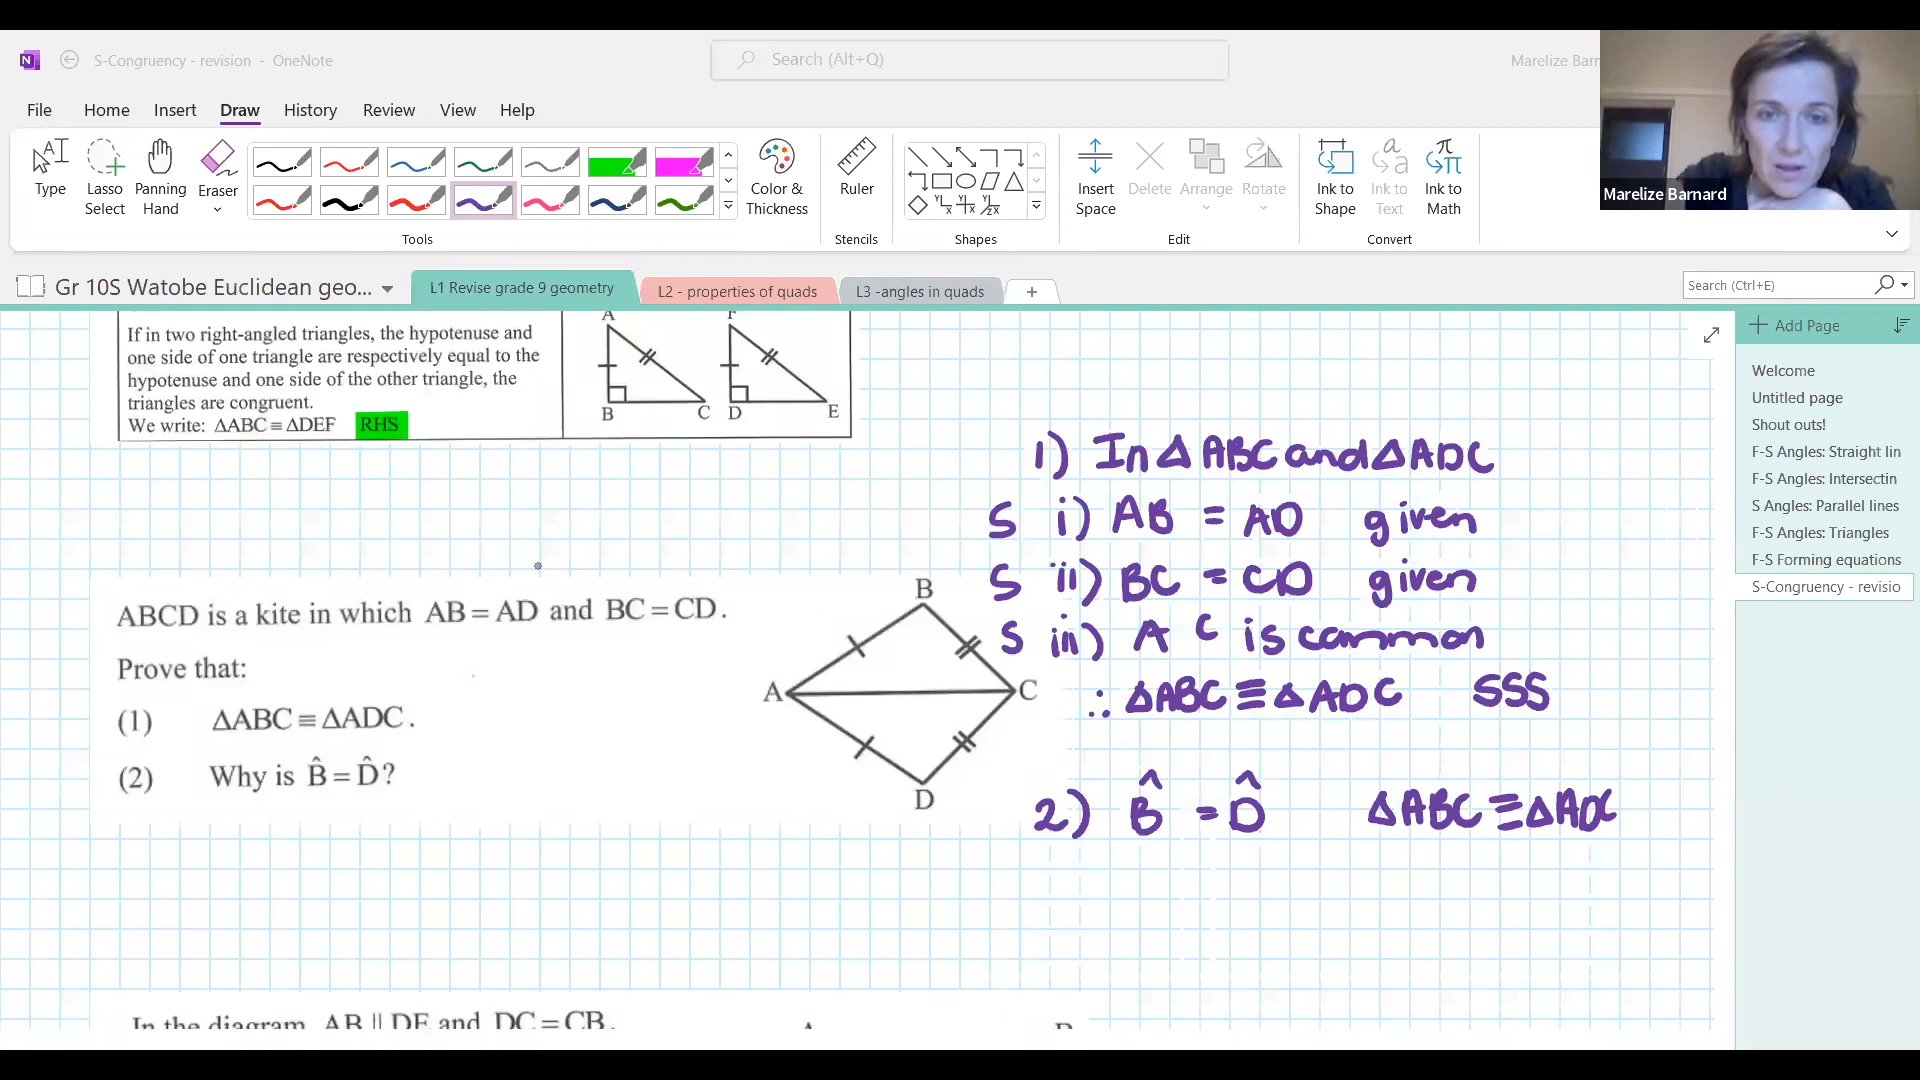 S-Congruency - revision - OneNote
Search (Alt+Q)
Marelize Barn
File Home Insert Draw History Review View Help
Type
Lasso Select
Panning Hand
Eraser
Color & Thickness
Ruler
Insert Space
Delete
Arrange
Rotate
Ink to Shape
Ink to Text
Ink to Math
Tools
Stencils
Shapes
Edit
Convert
Marelize Barnard
Gr 10S Watobe Euclidean geo...
L1 Revise grade 9 geometry
L2 - properties of quads
L3 -angles in quads
Search (Ctrl+E)
Add Page
Welcome
Untitled page
Shout outs!
F-S Angles: Straight lin
F-S Angles: Intersectin
S Angles: Parallel lines
F-S Angles: Triangles
F-S Forming equations
S-Congruency - revisio
If in two right-angled triangles, the hypotenuse and
one side of one triangle are respectively equal to the
hypotenuse and one side of the other triangle, the
triangles are congruent.
We write: ΔABC ≡ ΔDEF RHS
A
B C
F
D E
ABCD is a kite in which AB = AD and BC = CD.
Prove that:
(1) ΔABC ≡ ΔADC.
(2) Why is B̂ = D̂?
B
A C
D
1) In Δ ABC and Δ ADC
S i) AB = AD given
S ii) BC = CD given
S iii) AC is common
∴ ΔABC ≡ Δ ADC SSS
2) B̂ = D̂ ΔABC ≡ ΔADC
In the diagram, AB || DE and DC = CB.